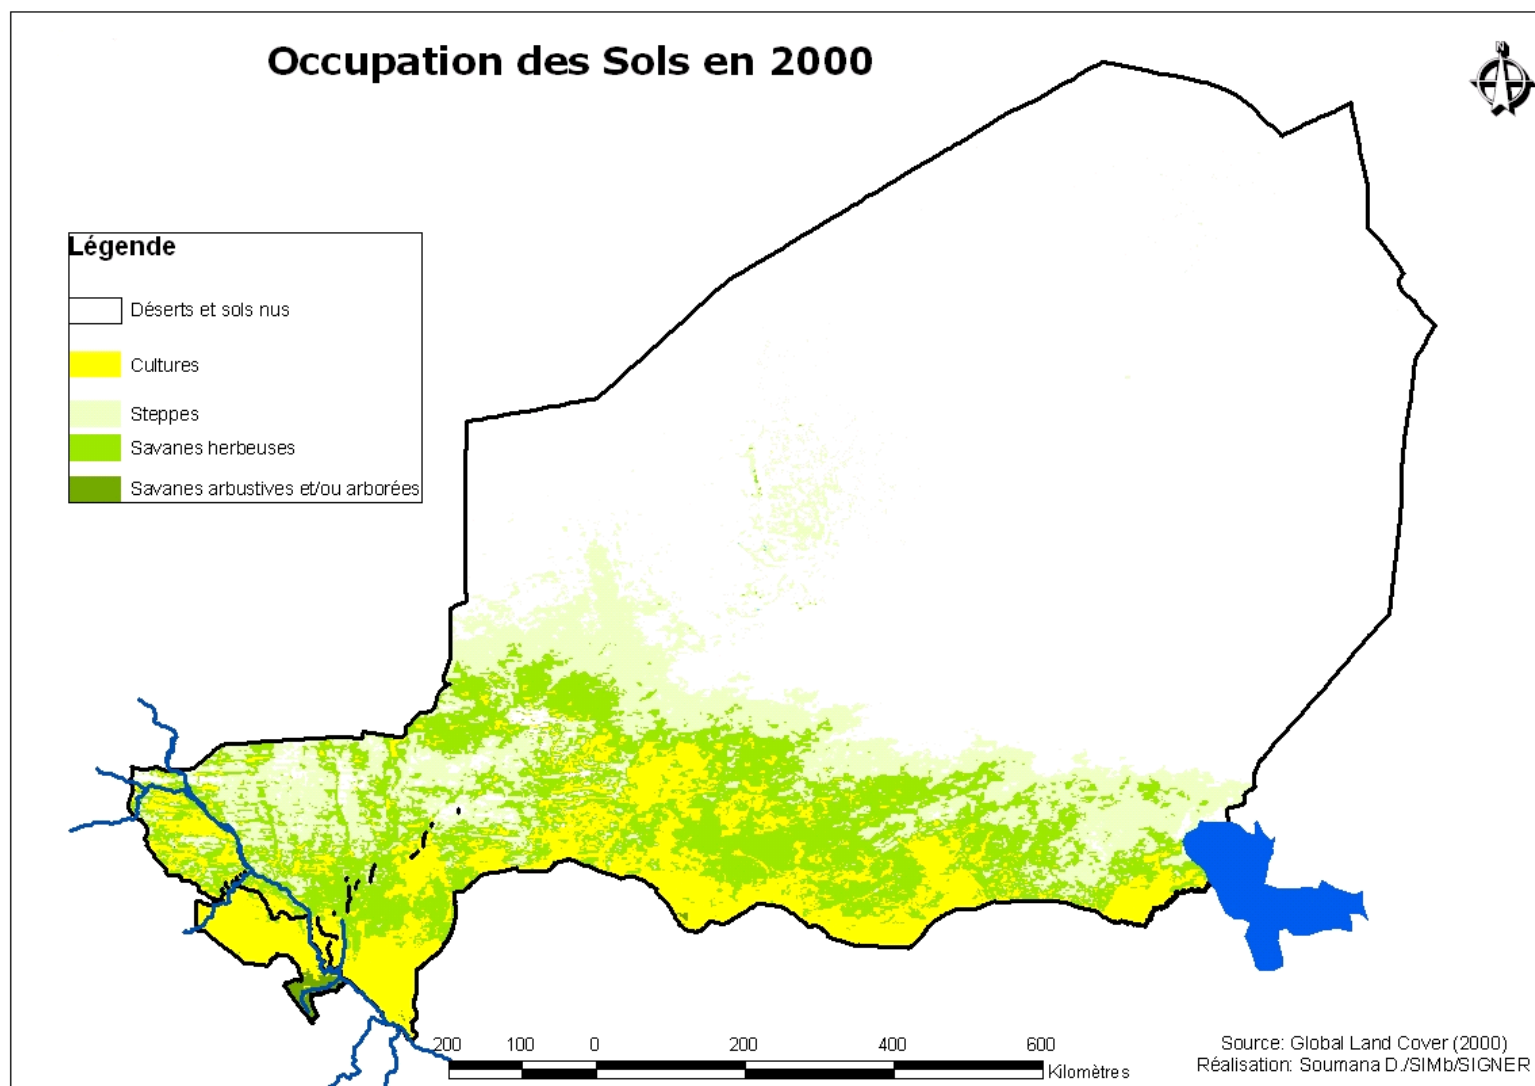 Occupation des Sols en 2000
N
Légende
Déserts et sols nus
Cultures
Steppes
Savanes herbeuses
Savanes arbustives et/ou arborées
200 100 0 200 400 600
Kilomètres
Source: Global Land Cover (2000)
Réalisation: Soumana D./SIMb/SIGNER